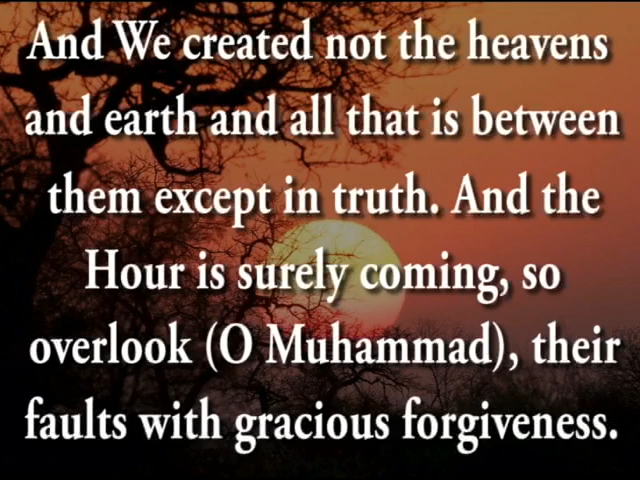 And We created not the heavens
and earth and all that is between
them except in truth. And the
Hour is surely coming, so
overlook (O Muhammad), their
faults with gracious forgiveness.